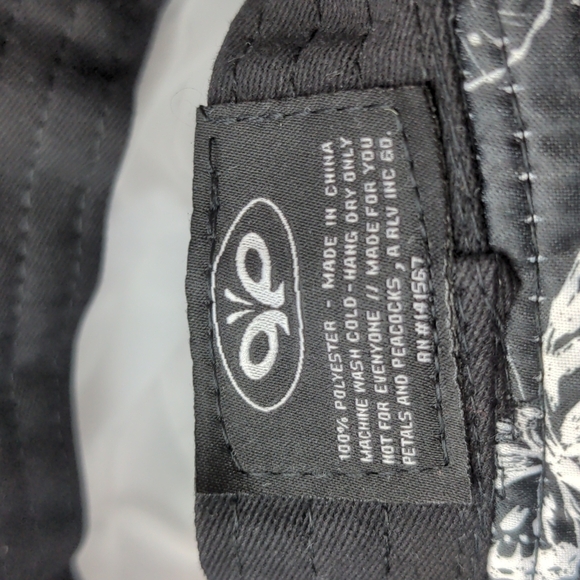 100% POLYESTER - MADE IN CHINA
MACHINE WASH COLD-HANG DRY ONLY
NOT FOR EVERYONE // MADE FOR YOU
PETALS AND PEACOCKS, A RLV INC CO.
RN#141567